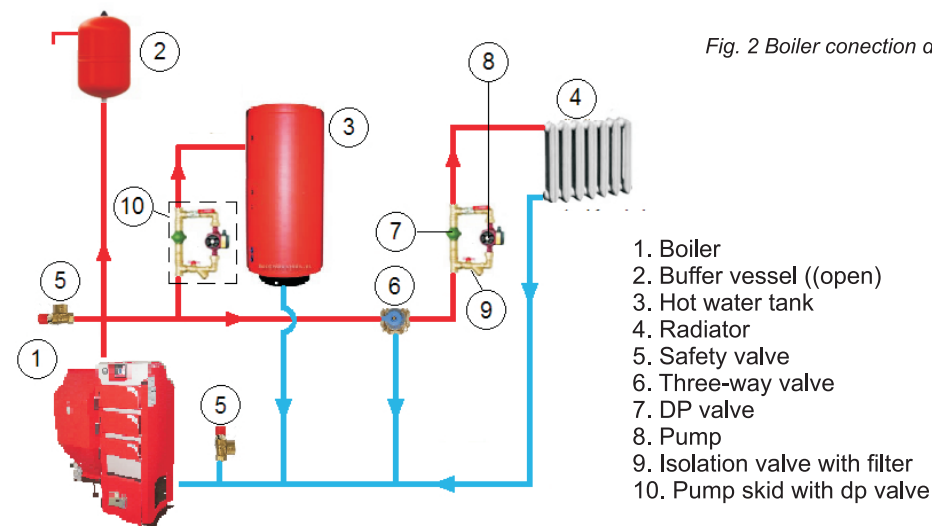 Fig. 2 Boiler conection d
2
8
4
3
10
7
5
6
9
1
5
1. Boiler
2. Buffer vessel ((open)
3. Hot water tank
4. Radiator
5. Safety valve
6. Three-way valve
7. DP valve
8. Pump
9. Isolation valve with filter
10. Pump skid with dp valve